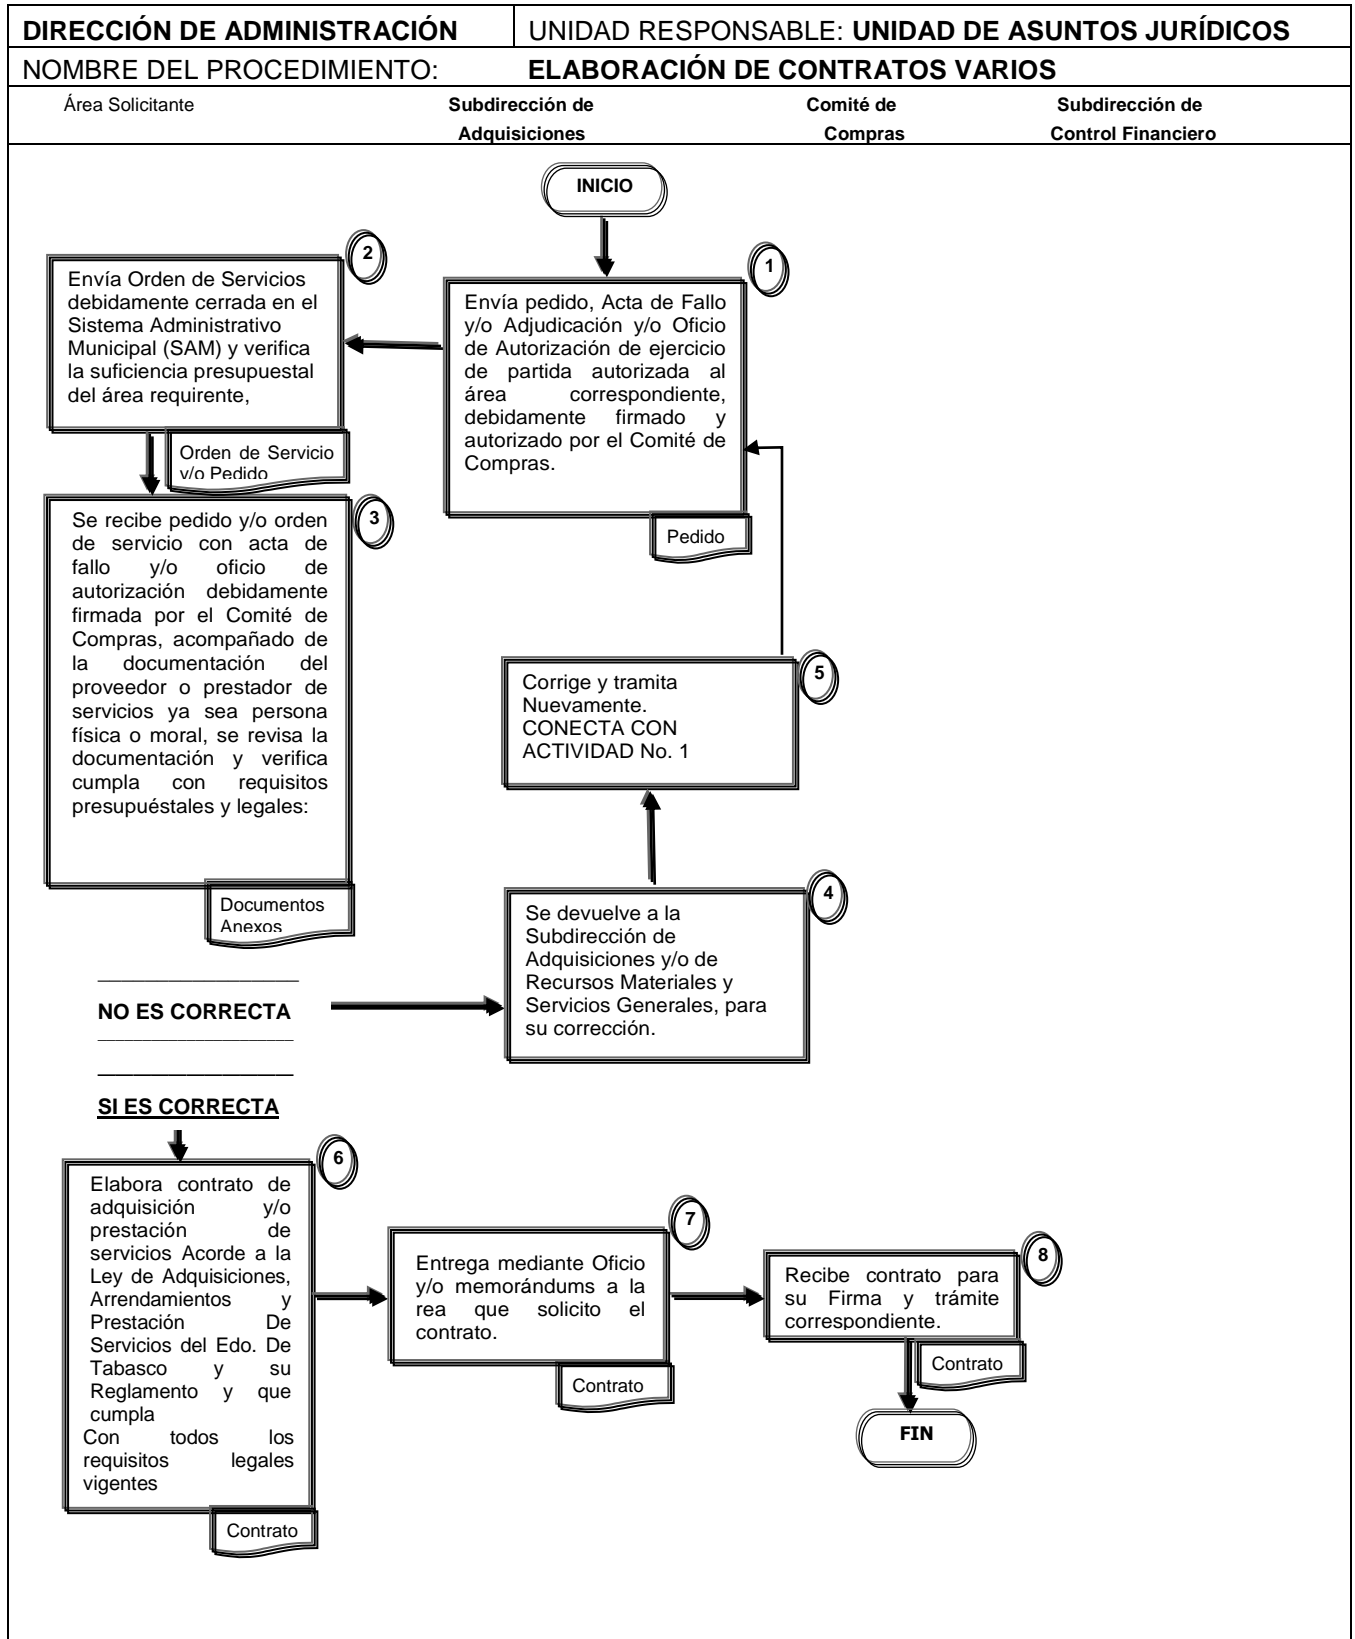 DIRECCIÓN DE ADMINISTRACIÓN
UNIDAD RESPONSABLE: UNIDAD DE ASUNTOS JURÍDICOS
NOMBRE DEL PROCEDIMIENTO: ELABORACIÓN DE CONTRATOS VARIOS
Área Solicitante
Subdirección de
Adquisiciones
Comité de
Compras
Subdirección de
Control Financiero
INICIO
1
Envía pedido, Acta de Fallo
y/o Adjudicación y/o Oficio
de Autorización de ejercicio
de partida autorizada al
área correspondiente,
debidamente firmado y
autorizado por el Comité de
Compras.
Pedido
2
Envía Orden de Servicios
debidamente cerrada en el
Sistema Administrativo
Municipal (SAM) y verifica
la suficiencia presupuestal
del área requirente,
Orden de Servicio
y/o Pedido
3
Se recibe pedido y/o orden
de servicio con acta de
fallo y/o oficio de
autorización debidamente
firmada por el Comité de
Compras, acompañado de
la documentación del
proveedor o prestador de
servicios ya sea persona
física o moral, se revisa la
documentación y verifica
cumpla con requisitos
presupuéstales y legales:
Documentos
Anexos
NO ES CORRECTA
4
Se devuelve a la
Subdirección de
Adquisiciones y/o de
Recursos Materiales y
Servicios Generales, para
su corrección.
5
Corrige y tramita
Nuevamente.
CONECTA CON
ACTIVIDAD No. 1
SI ES CORRECTA
6
Elabora contrato de
adquisición y/o
prestación de
servicios Acorde a la
Ley de Adquisiciones,
Arrendamientos y
Prestación De
Servicios del Edo. De
Tabasco y su
Reglamento y que
cumpla
Con todos los
requisitos legales
vigentes
Contrato
7
Entrega mediante Oficio
y/o memorándums a la
rea que solicito el
contrato.
Contrato
8
Recibe contrato para
su Firma y trámite
correspondiente.
Contrato
FIN